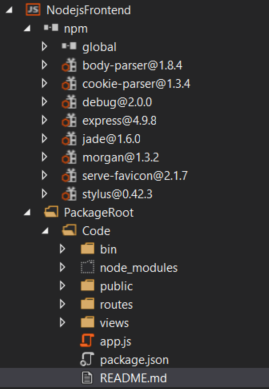 NodejsFrontend
npm
global
body-parser@1.8.4
cookie-parser@1.3.4
debug@2.0.0
express@4.9.8
jade@1.6.0
morgan@1.3.2
serve-favicon@2.1.7
stylus@0.42.3
PackageRoot
Code
bin
node_modules
public
routes
views
app.js
package.json
README.md